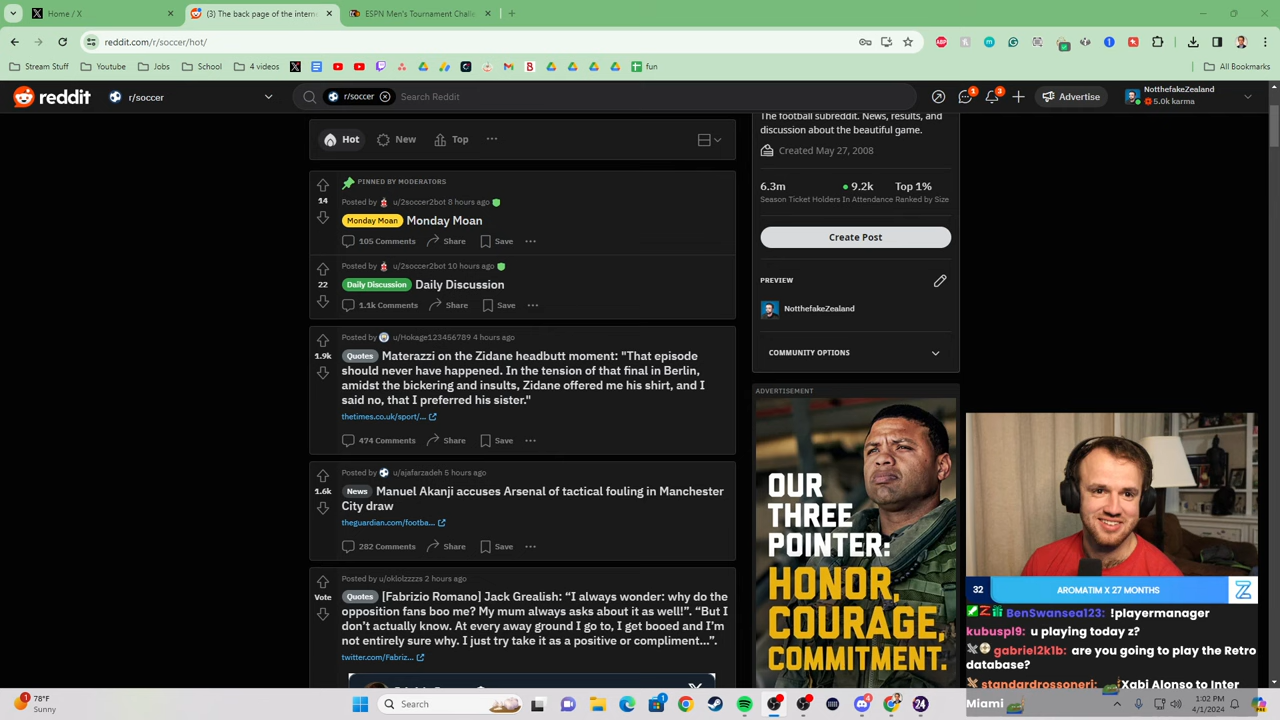 Home / X
(3) The back page of the intern
ESPN Men's Tournament Challe
reddit.com/r/soccer/hot/
Stream Stuff
Youtube
Jobs
School
4 videos
fun
All Bookmarks
reddit
r/soccer
r/soccer
Search Reddit
1
3
Advertise
NotthefakeZealand
5.0k karma
Hot
New
Top
The football subreddit. News, results, and
discussion about the beautiful game.
Created May 27, 2008
6.3m
9.2k
Top 1%
Season Ticket Holders In Attendance Ranked by Size
Create Post
PREVIEW
NotthefakeZealand
COMMUNITY OPTIONS
PINNED BY MODERATORS
Posted by u/2soccer2bot 8 hours ago
14
Monday Moan Monday Moan
105 Comments Share Save
Posted by u/2soccer2bot 10 hours ago
22
Daily Discussion Daily Discussion
1.1k Comments Share Save
Posted by u/Hokage123456789 4 hours ago
1.9k
Quotes Materazzi on the Zidane headbutt moment: "That episode
should never have happened. In the tension of that final in Berlin,
amidst the bickering and insults, Zidane offered me his shirt, and I
said no, that I preferred his sister."
thetimes.co.uk/sport/...
474 Comments Share Save
Posted by u/ajafarzadeh 5 hours ago
1.6k
News Manuel Akanji accuses Arsenal of tactical fouling in Manchester
City draw
theguardian.com/footba...
282 Comments Share Save
Posted by u/oklolzzzzs 2 hours ago
Vote
Quotes [Fabrizio Romano] Jack Grealish: “I always wonder: why do the
opposition fans boo me? My mum always asks about it as well!”. “But I
don’t actually know. At every away ground I go to, I get booed and I’m
not entirely sure why. I just try take it as a positive or compliment...”.
twitter.com/Fabriz...
ADVERTISEMENT
OUR
THREE
POINTER:
HONOR,
COURAGE,
COMMITMENT.
32
AROMATIM X 27 MONTHS
BenSwansea123: !playermanager
kubuspl9: u playing today z?
gabriel2k1b: are you going to play the Retro
database?
standardrossoneri: Xabi Alonso to Inter
Miami
78°F
Sunny
Search
1
4
24
1:02 PM
4/1/2024